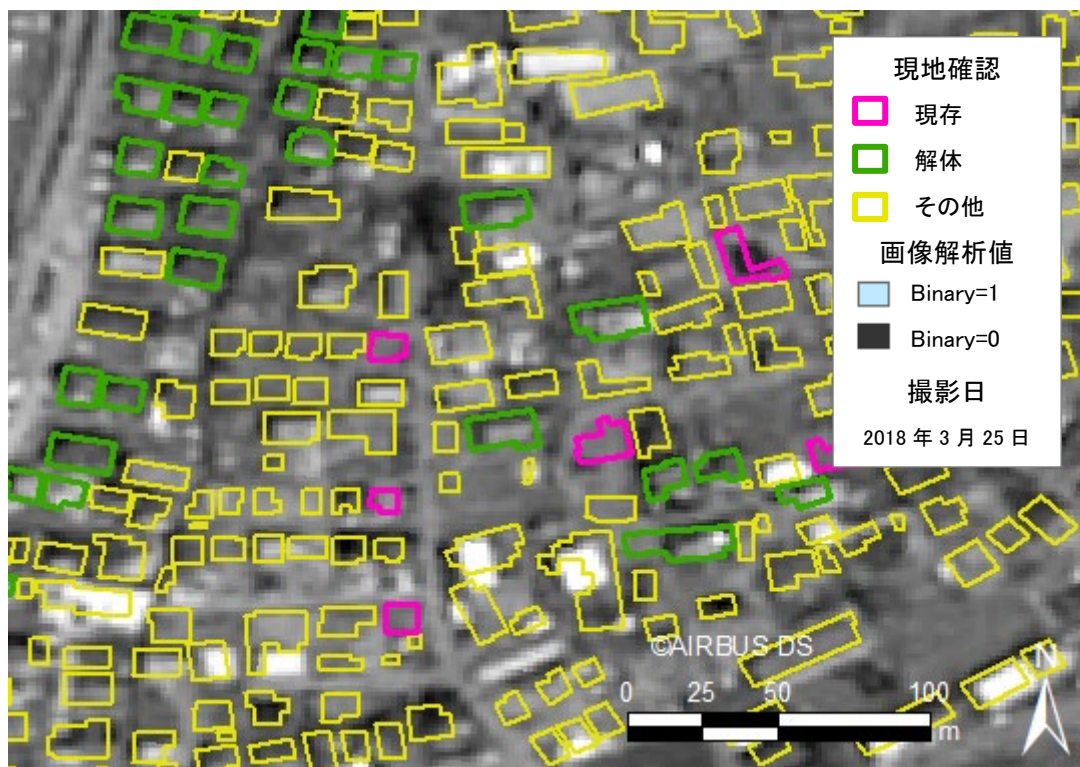 現地確認
現存
解体
その他
画像解析値
Binary=1
Binary=0
撮影日
2018 年 3 月 25 日
©AIRBUS DS
N
0 25 50 100
m